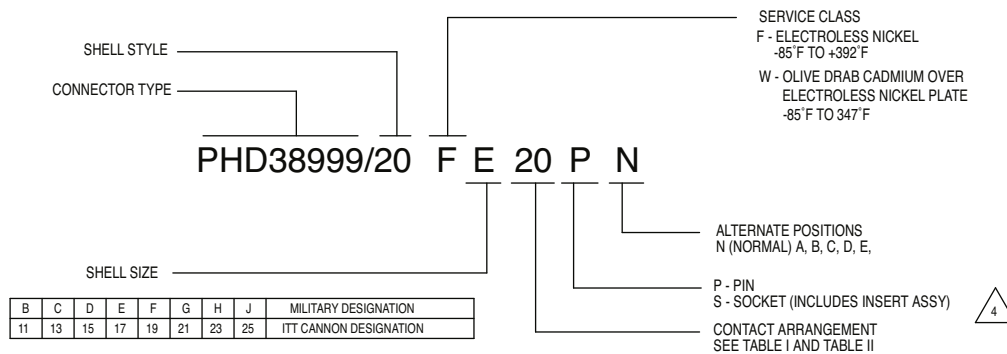 SERVICE CLASS
F - ELECTROLESS NICKEL
-85˚F TO +392˚F
W - OLIVE DRAB CADMIUM OVER
ELECTROLESS NICKEL PLATE
-85˚F TO 347˚F
SHELL STYLE
CONNECTOR TYPE
PHD38999/20 F E 20 P N
ALTERNATE POSITIONS
N (NORMAL) A, B, C, D, E,
P - PIN
S - SOCKET (INCLUDES INSERT ASSY)
4
CONTACT ARRANGEMENT
SEE TABLE I AND TABLE II
SHELL SIZE
B C D E F G H J MILITARY DESIGNATION
11 13 15 17 19 21 23 25 ITT CANNON DESIGNATION